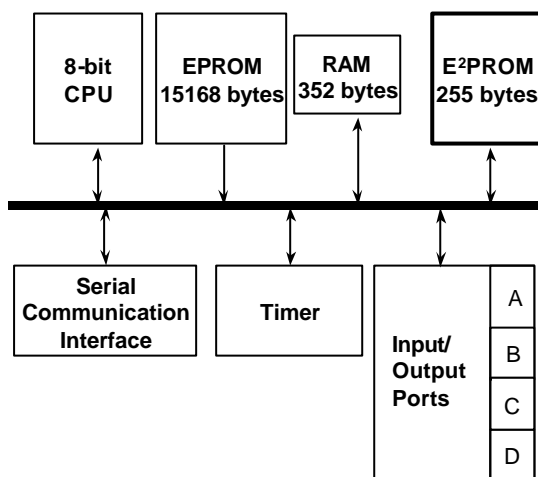 8-bit
CPU
EPROM
15168 bytes
RAM
352 bytes
E²PROM
255 bytes
Serial
Communication
Interface
Timer
Input/
Output
Ports
A
B
C
D